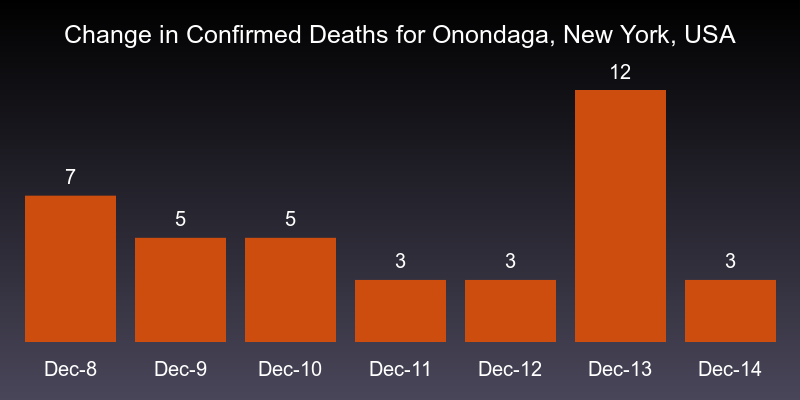 Change in Confirmed Deaths for Onondaga, New York, USA
12
7
5
5
3
3
3
Dec-8
Dec-9
Dec-10
Dec-11
Dec-12
Dec-13
Dec-14